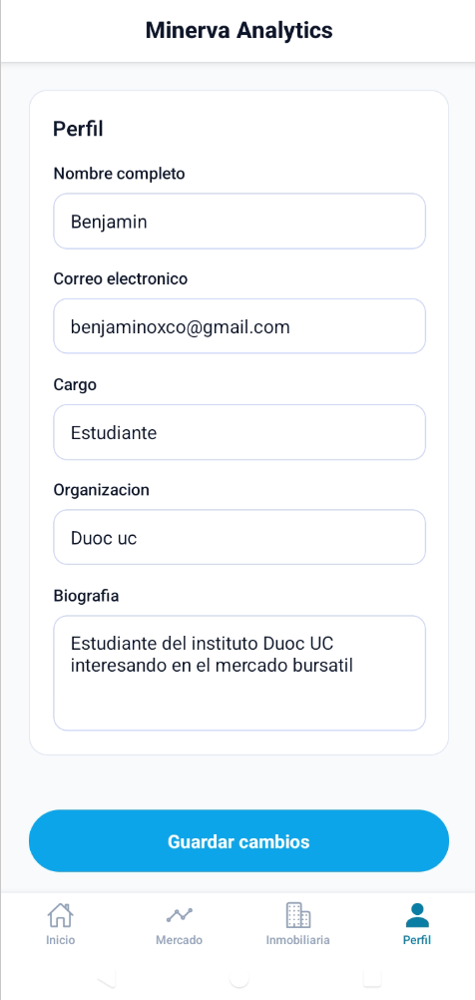 Minerva Analytics
Perfil
Nombre completo
Benjamin
Correo electronico
benjaminoxco@gmail.com
Cargo
Estudiante
Organizacion
Duoc uc
Biografia
Estudiante del instituto Duoc UC
interesando en el mercado bursatil
Guardar cambios
Inicio
Mercado
Inmobiliaria
Perfil